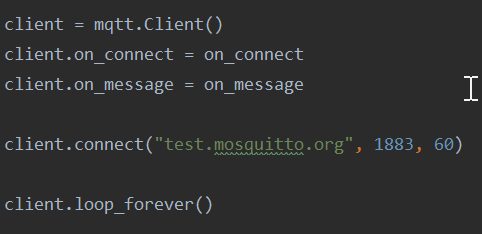 client = mqtt.Client()
client.on_connect = on_connect
client.on_message = on_message
client.connect("test.mosquitto.org", 1883, 60)
client.loop_forever()